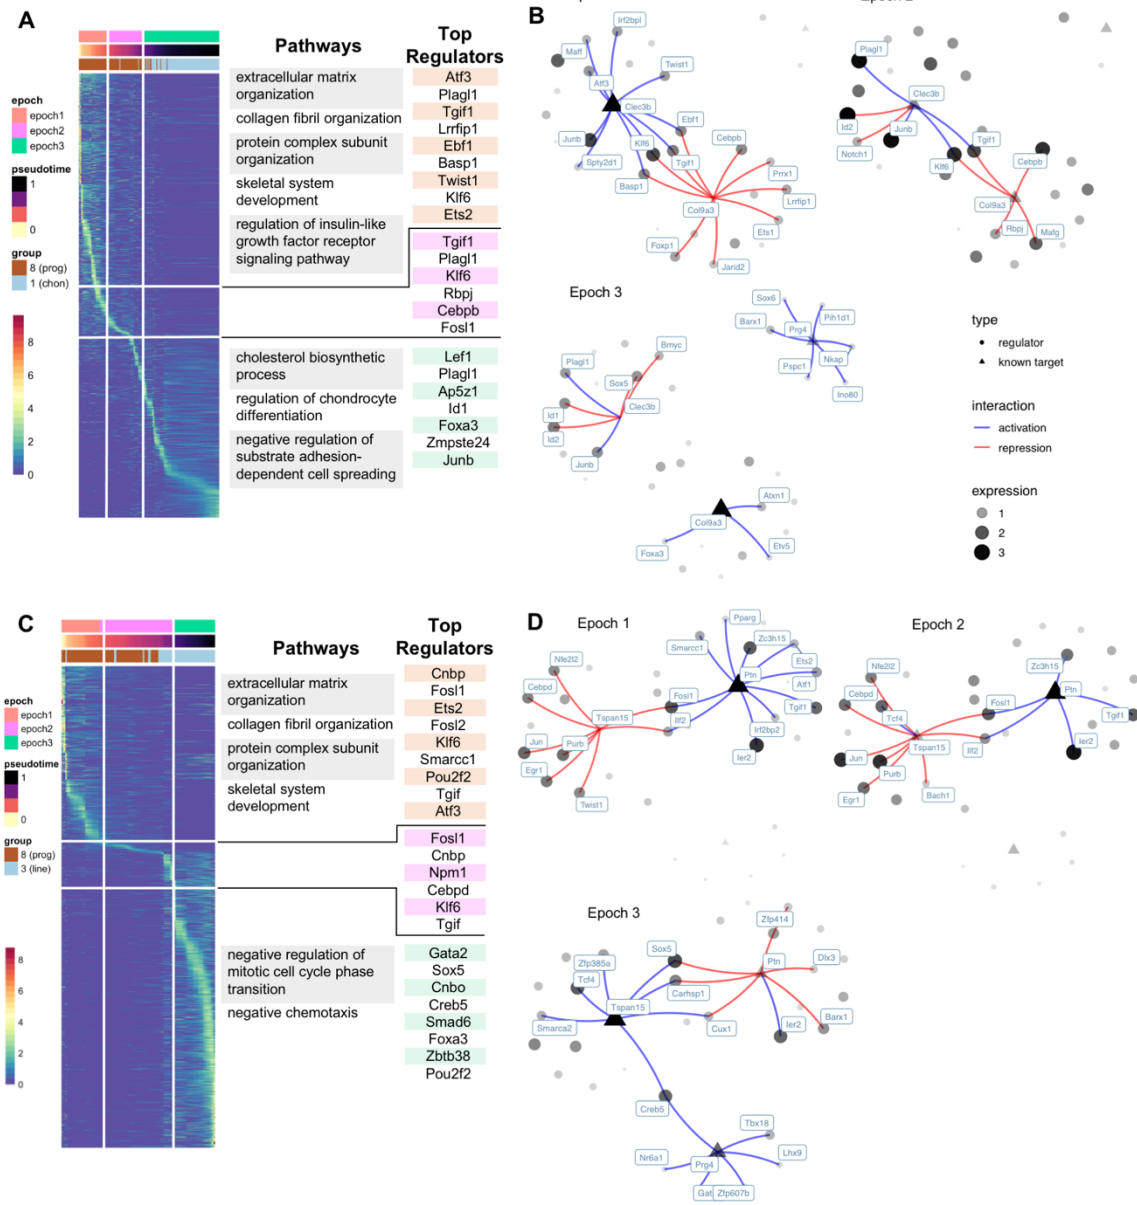 A
Pathways
Top
Regulators
extracellular matrix
organization
collagen fibril organization
protein complex subunit
organization
skeletal system
development
regulation of insulin-like
growth factor receptor
signaling pathway
cholesterol biosynthetic
process
regulation of chondrocyte
differentiation
negative regulation of
substrate adhesion-
dependent cell spreading
Atf3
Plagl1
Tgif1
Lrrfip1
Ebf1
Basp1
Twist1
Klf6
Ets2
Tgif1
Plagl1
Klf6
Rbpj
Cebpb
Fosl1
Lef1
Plagl1
Ap5z1
Id1
Foxa3
Zmpste24
Junb
epoch
epoch1
epoch2
epoch3
pseudotime
1
0
group
8 (prog)
1 (chon)
8
6
4
2
0
B
Irf2bpl
Maff
Twist1
Atf3
Clec3b
Ebf1
Junb
Klf6
Cebpb
Spty2d1
Tgif1
Basp1
Prrx1
Lrrfip1
Col9a3
Ets1
Foxp1
Jarid2
Plagl1
Clec3b
Id2
Junb
Notch1
Tgif1
Klf6
Cebpb
Col9a3
Rbpj
Mafg
Epoch 3
Sox6
Barx1
Prg4
Pih1d1
Pspc1
Nkap
Ino80
Bmyc
Plagl1
Sox5
Id1
Clec3b
Id2
Junb
Atxn1
Col9a3
Foxa3
Etv5
type
regulator
known target
interaction
activation
repression
expression
1
2
3
C
Pathways
Top
Regulators
extracellular matrix
organization
collagen fibril organization
protein complex subunit
organization
skeletal system
development
negative regulation of
mitotic cell cycle phase
transition
negative chemotaxis
Cnbp
Fosl1
Ets2
Fosl2
Klf6
Smarcc1
Pou2f2
Tgif
Atf3
Fosl1
Cnbp
Npm1
Cebpd
Klf6
Tgif
Gata2
Sox5
Cnbo
Creb5
Smad6
Foxa3
Zbtb38
Pou2f2
epoch
epoch1
epoch2
epoch3
pseudotime
1
0
group
8 (prog)
3 (line)
8
6
4
2
0
D
Epoch 1
Pparg
Smarcc1
Zc3h15
Nfe2l2
Ptn
Ets2
Cebpd
Fosl1
Atf1
Tspan15
Ilf2
Tgif1
Jun
Purb
Irf2bp2
Egr1
Ier2
Twist1
Epoch 2
Nfe2l2
Zc3h15
Cebpd
Ptn
Fosl1
Tcf4
Tgif1
Tspan15
Ilf2
Jun
Ier2
Purb
Egr1
Bach1
Epoch 3
Zfp414
Sox5
Zfp385a
Ptn
Dlx3
Tcf4
Carhsp1
Tspan15
Smarca2
Cux1
Ier2
Barx1
Creb5
Tbx18
Nr6a1
Prg4
Lhx9
Zfp607b